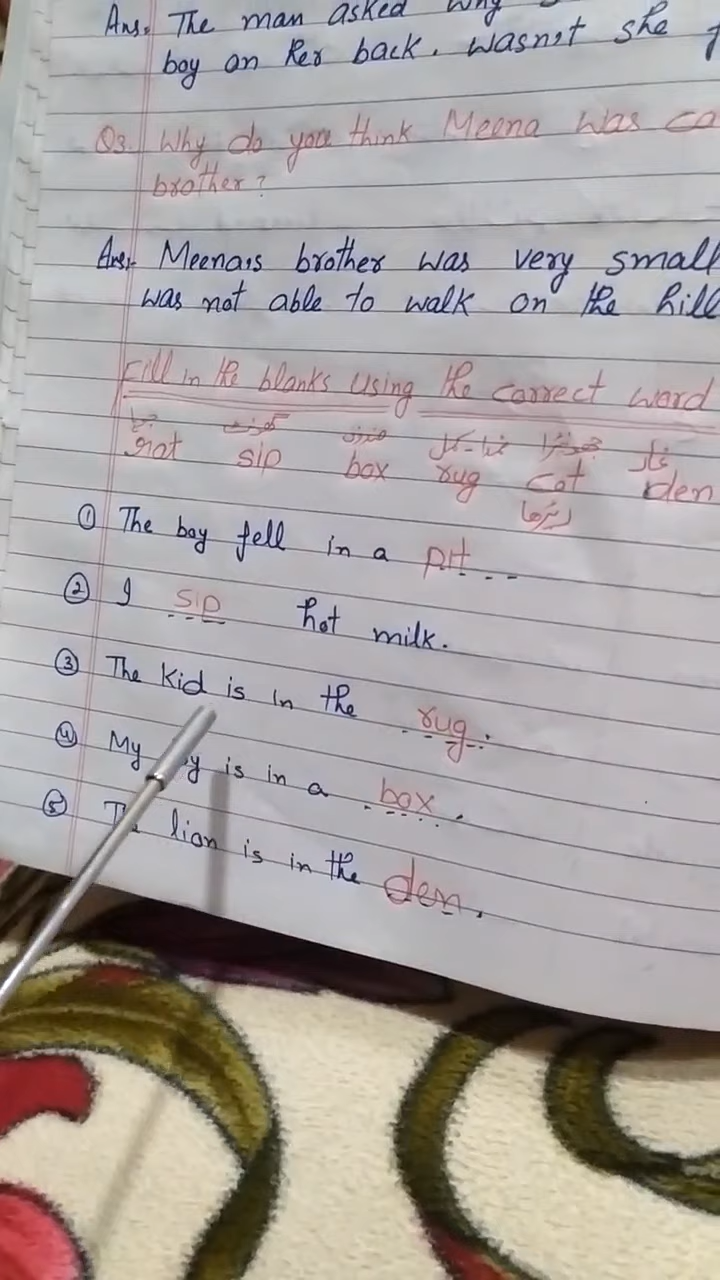 Ans. The man asked why
boy on her back. wasn't she
Q3. Why do you think Meena was ca
brother?
Ans. Meena's brother was very small
was not able to walk on the hill
Fill in the blanks using the correct word
rat sip box rug cot den
غار
① The boy fell in a pit...
② I sip hot milk.
③ The kid is in the rug.
④ My is in a box.
⑤ lion is in the den.